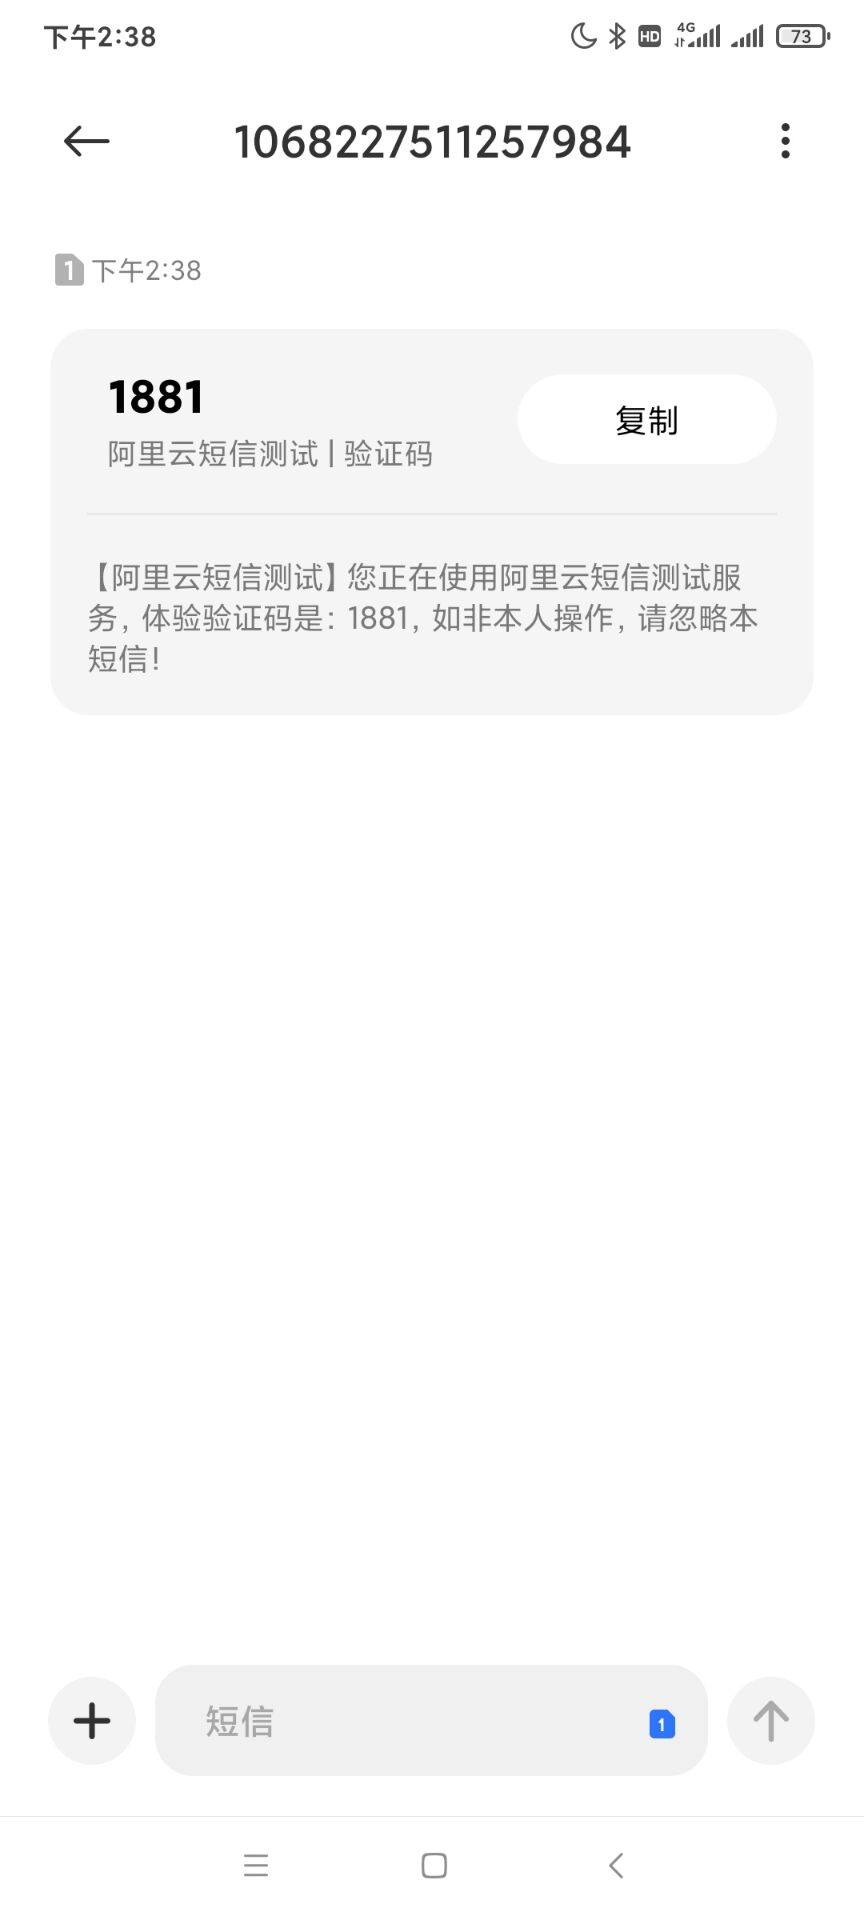 下午2:38
HD
4G
73
1068227511257984
1 下午2:38
1881
复制
阿里云短信测试 | 验证码
【阿里云短信测试】您正在使用阿里云短信测试服
务，体验验证码是：1881，如非本人操作，请忽略本
短信！
短信
1